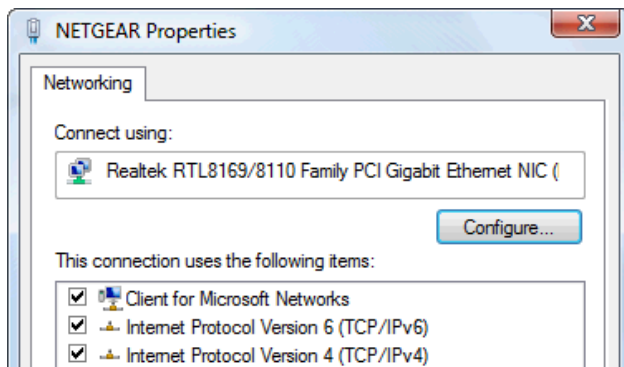 NETGEAR Properties
Networking
Connect using:
Realtek RTL8169/8110 Family PCI Gigabit Ethernet NIC (
Configure...
This connection uses the following items:
Client for Microsoft Networks
Internet Protocol Version 6 (TCP/IPv6)
Internet Protocol Version 4 (TCP/IPv4)